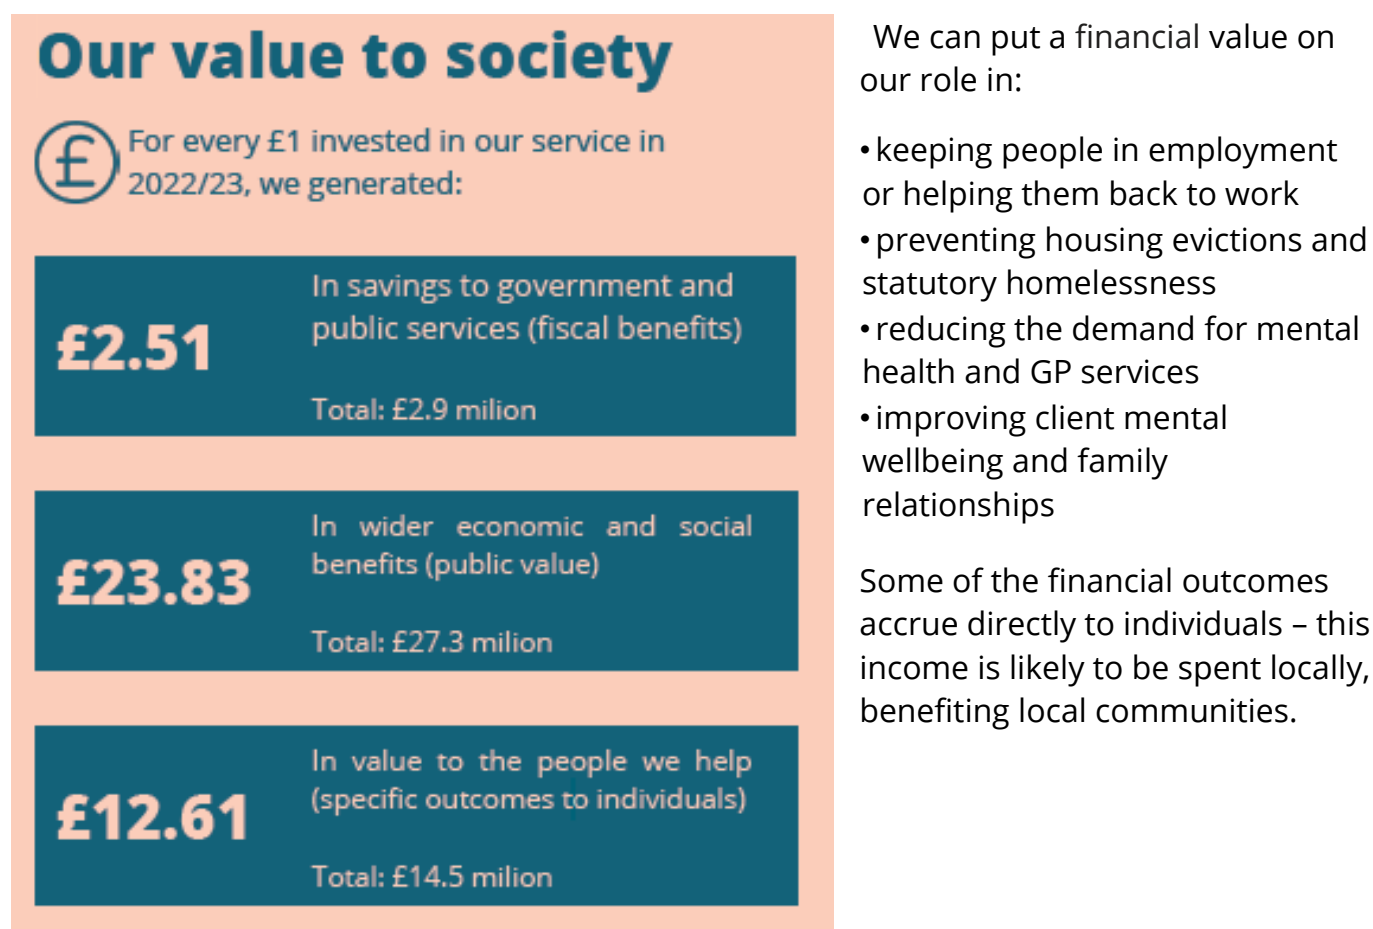 Our value to society
£
For every £1 invested in our service in
2022/23, we generated:
£2.51
In savings to government and
public services (fiscal benefits)
Total: £2.9 milion
£23.83
In wider economic and social
benefits (public value)
Total: £27.3 milion
£12.61
In value to the people we help
(specific outcomes to individuals)
Total: £14.5 milion
We can put a financial value on
our role in:
•keeping people in employment
or helping them back to work
•preventing housing evictions and
statutory homelessness
•reducing the demand for mental
health and GP services
•improving client mental
wellbeing and family
relationships
Some of the financial outcomes
accrue directly to individuals – this
income is likely to be spent locally,
benefiting local communities.